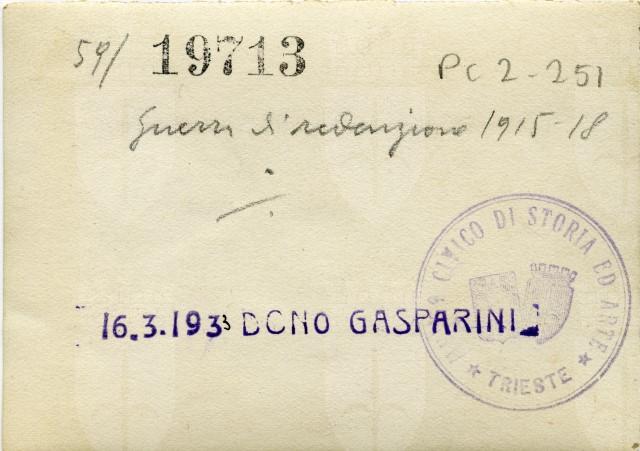 59/ 19713 PC 2-251
Guerra di redenzione 1915-18
16.3.1933 DONO GASPARINI
CIVICO DI STORIA ED ARTE
★ TRIESTE ★